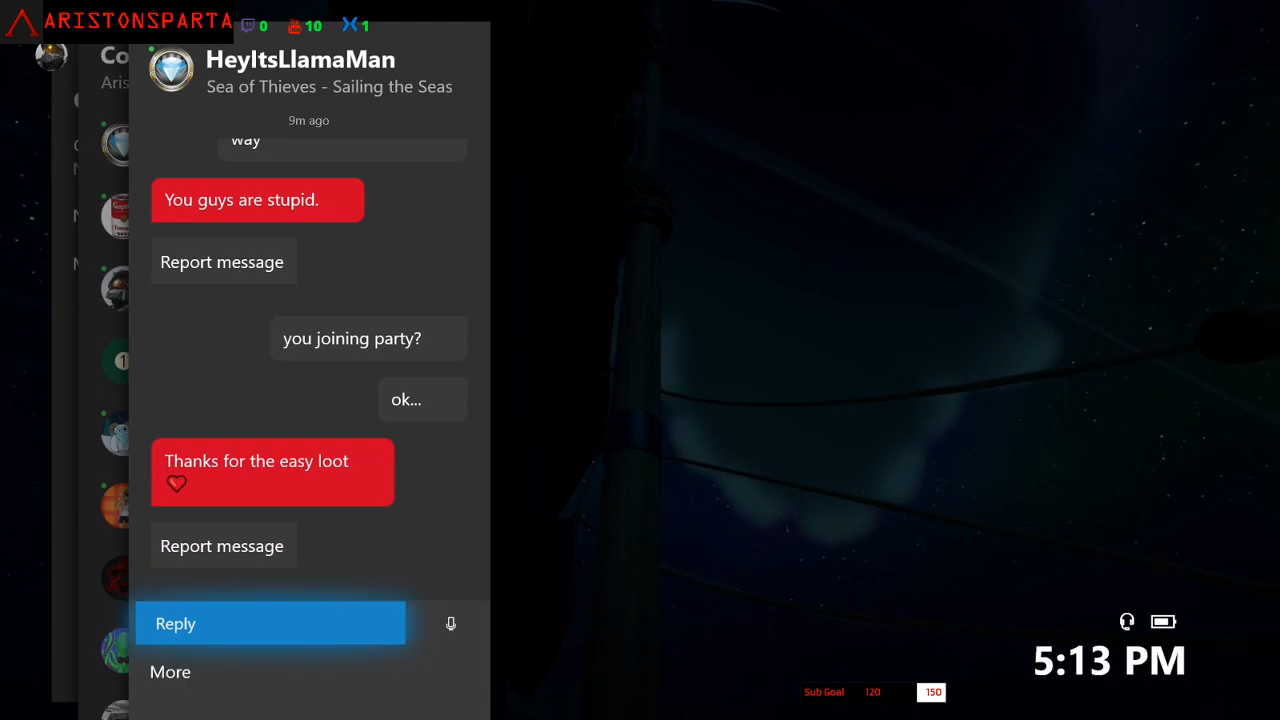 ARISTONSPARTA
0
10
1
Co
Aris
HeyItsLlamaMan
Sea of Thieves - Sailing the Seas
9m ago
way
You guys are stupid.
Report message
you joining party?
ok...
Thanks for the easy loot
❤
Report message
Reply
More
5:13 PM
Sub Goal 120 150